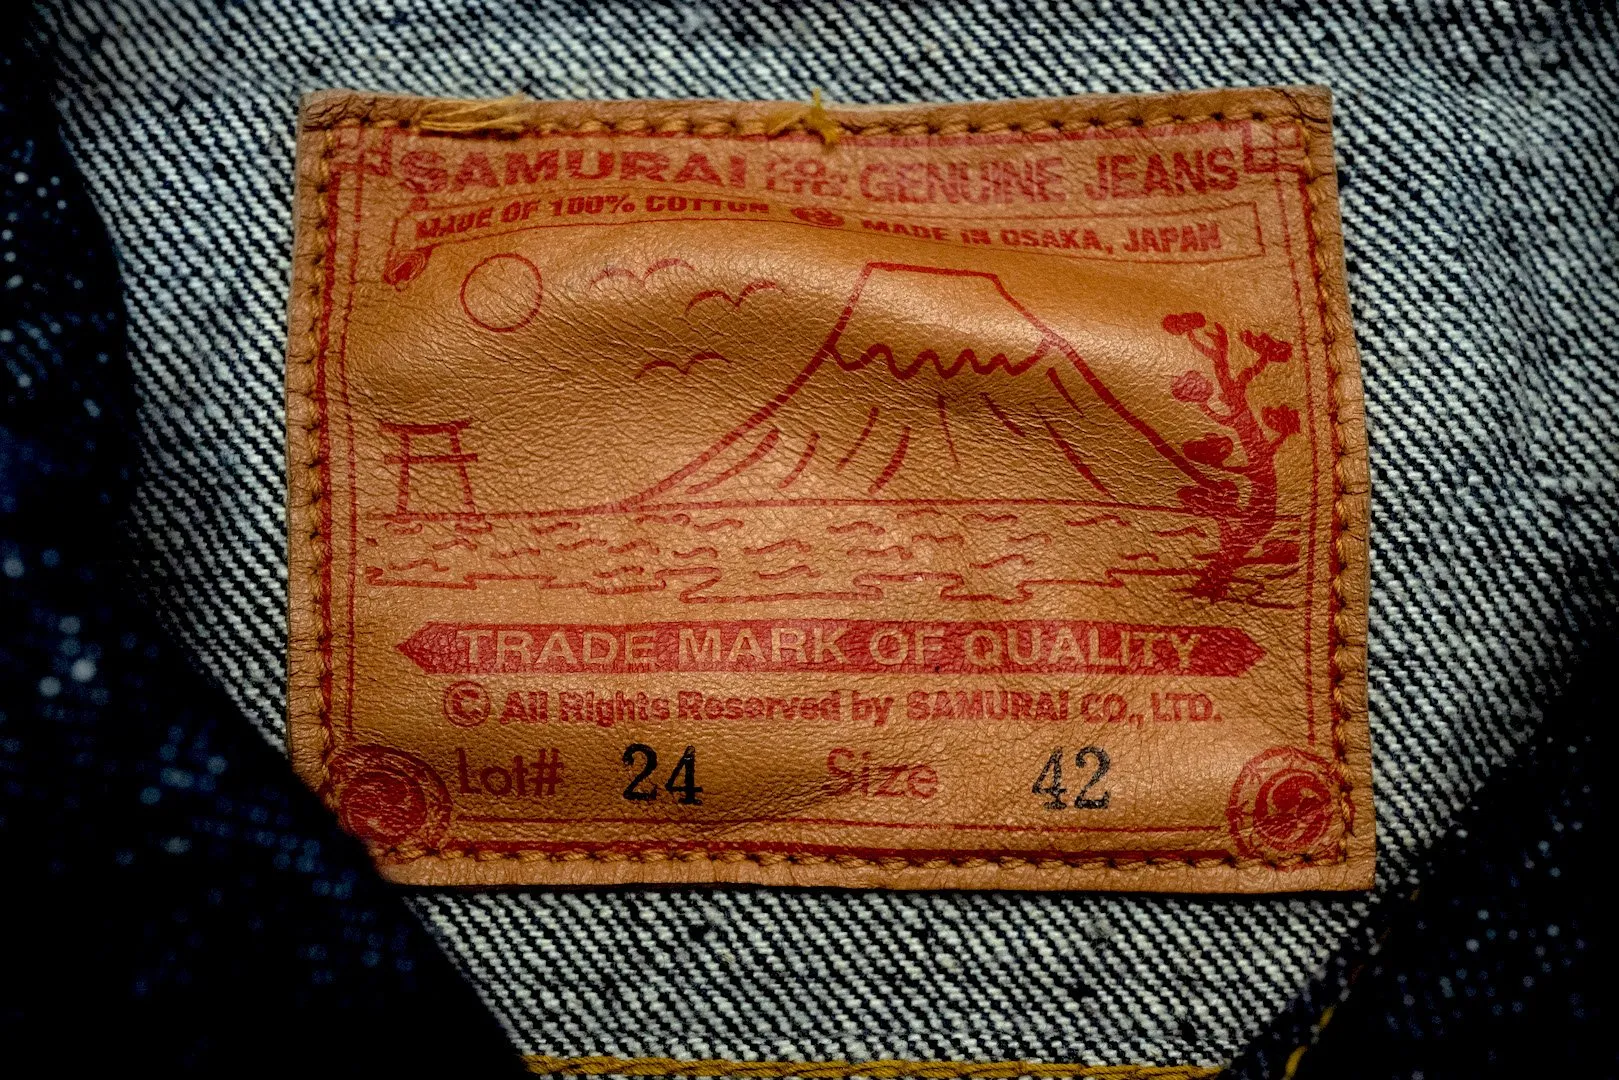 SAMURAI CO. LTD. GENUINE JEANS
MADE OF 100% COTTON MADE IN OSAKA, JAPAN
TRADE MARK OF QUALITY
© All Rights Reserved by SAMURAI CO., LTD.
Lot# 24 Size 42